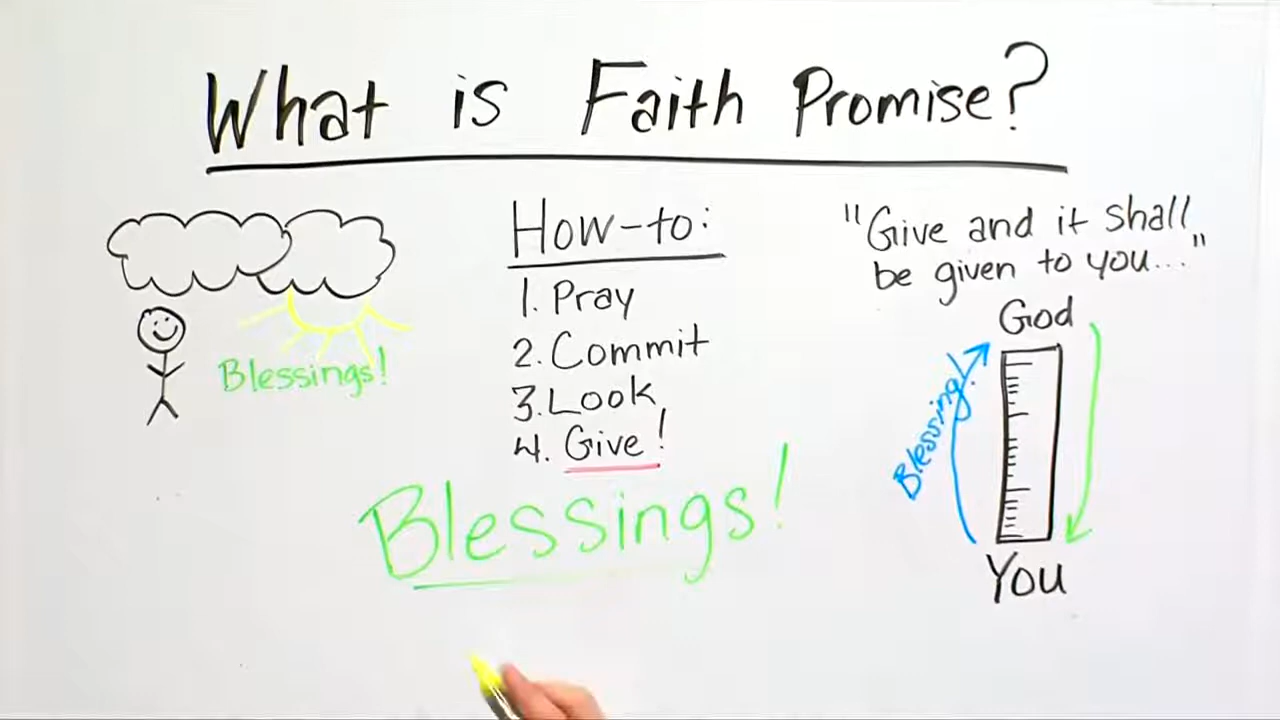 What is Faith Promise?
Blessings!
How-to:
1. Pray
2. Commit
3. Look
4. Give!
Blessings!
"Give and it shall
be given to you..."
God
Blessing!
You